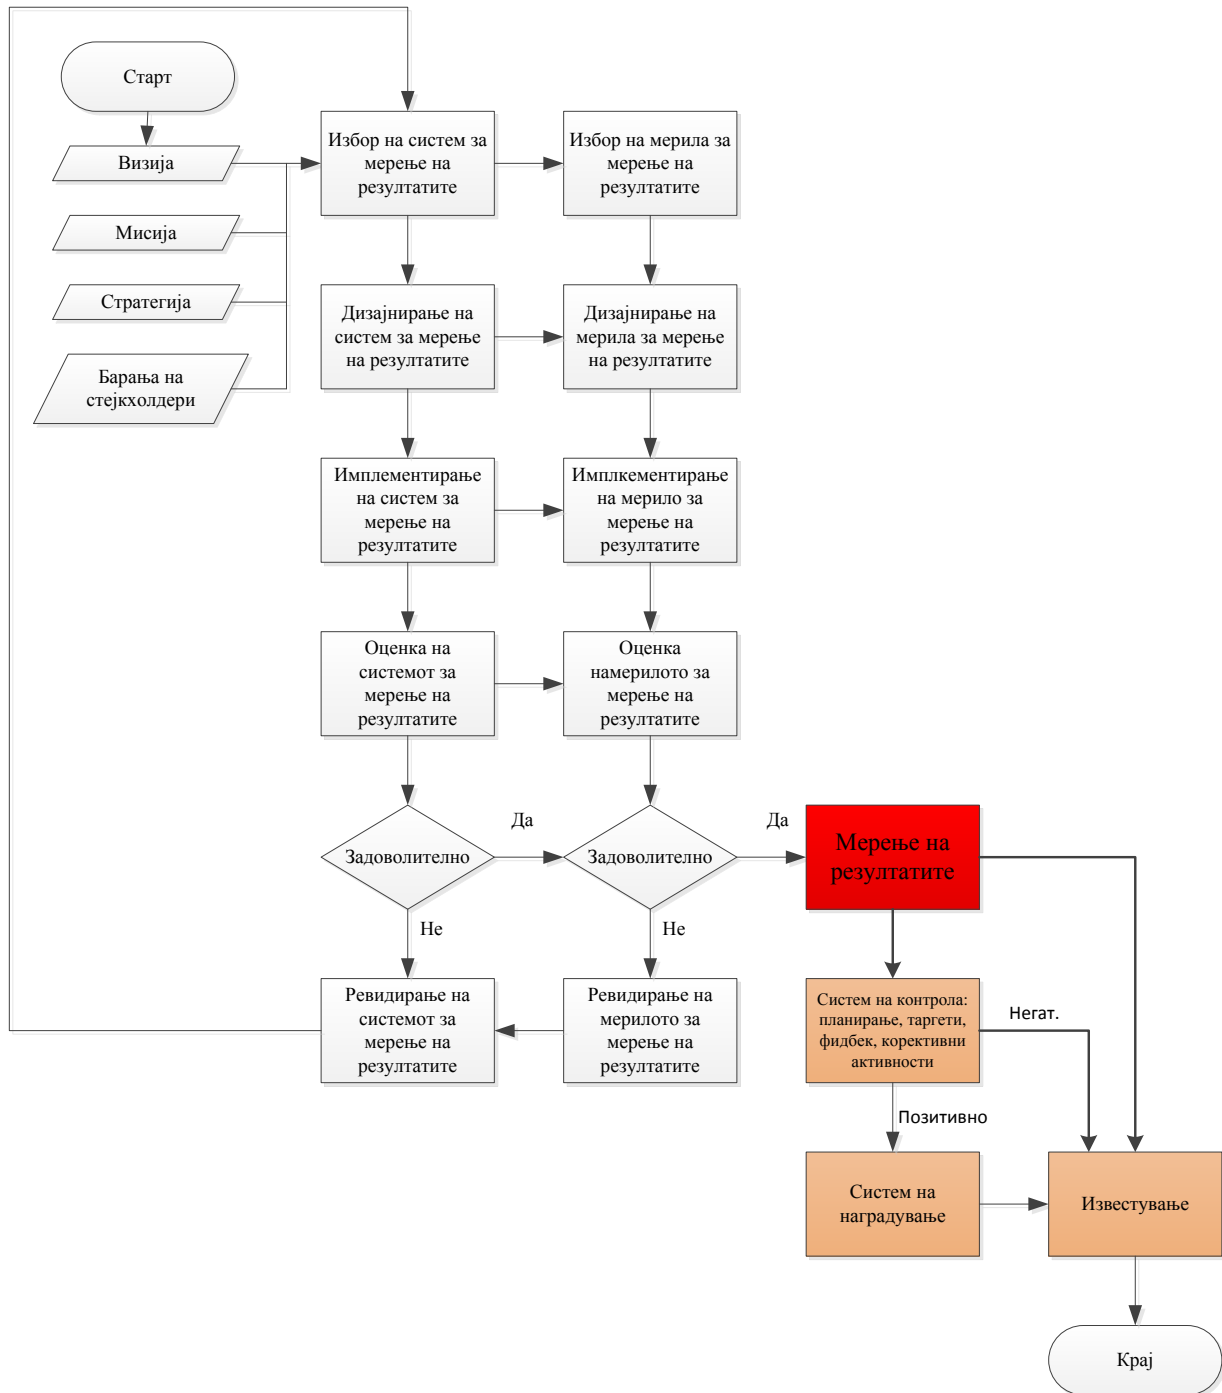 Старт
Визија
Мисија
Стратегија
Барања на
стејкхолдери
Избор на систем за
мерење на
резултатите
Избор на мерила за
мерење на
резултатите
Дизајнирање на
систем за мерење
на резултатите
Дизајнирање на
мерила за мерење
на резултатите
Имплементирање
на систем за
мерење на
резултатите
Имплкементирање
на мерило за
мерење на
резултатите
Оценка на
системот за
мерење на
резултатите
Оценка
намерилото за
мерење на
резултатите
Задоволително
Да
Задоволително
Да
Мерење на
резултатите
Не
Не
Ревидирање на
системот за
мерење на
резултатите
Ревидирање на
мерилото за
мерење на
резултатите
Систем на контрола:
планирање, таргети,
фидбек, корективни
активности
Негат.
Позитивно
Систем на
наградување
Известување
Крај